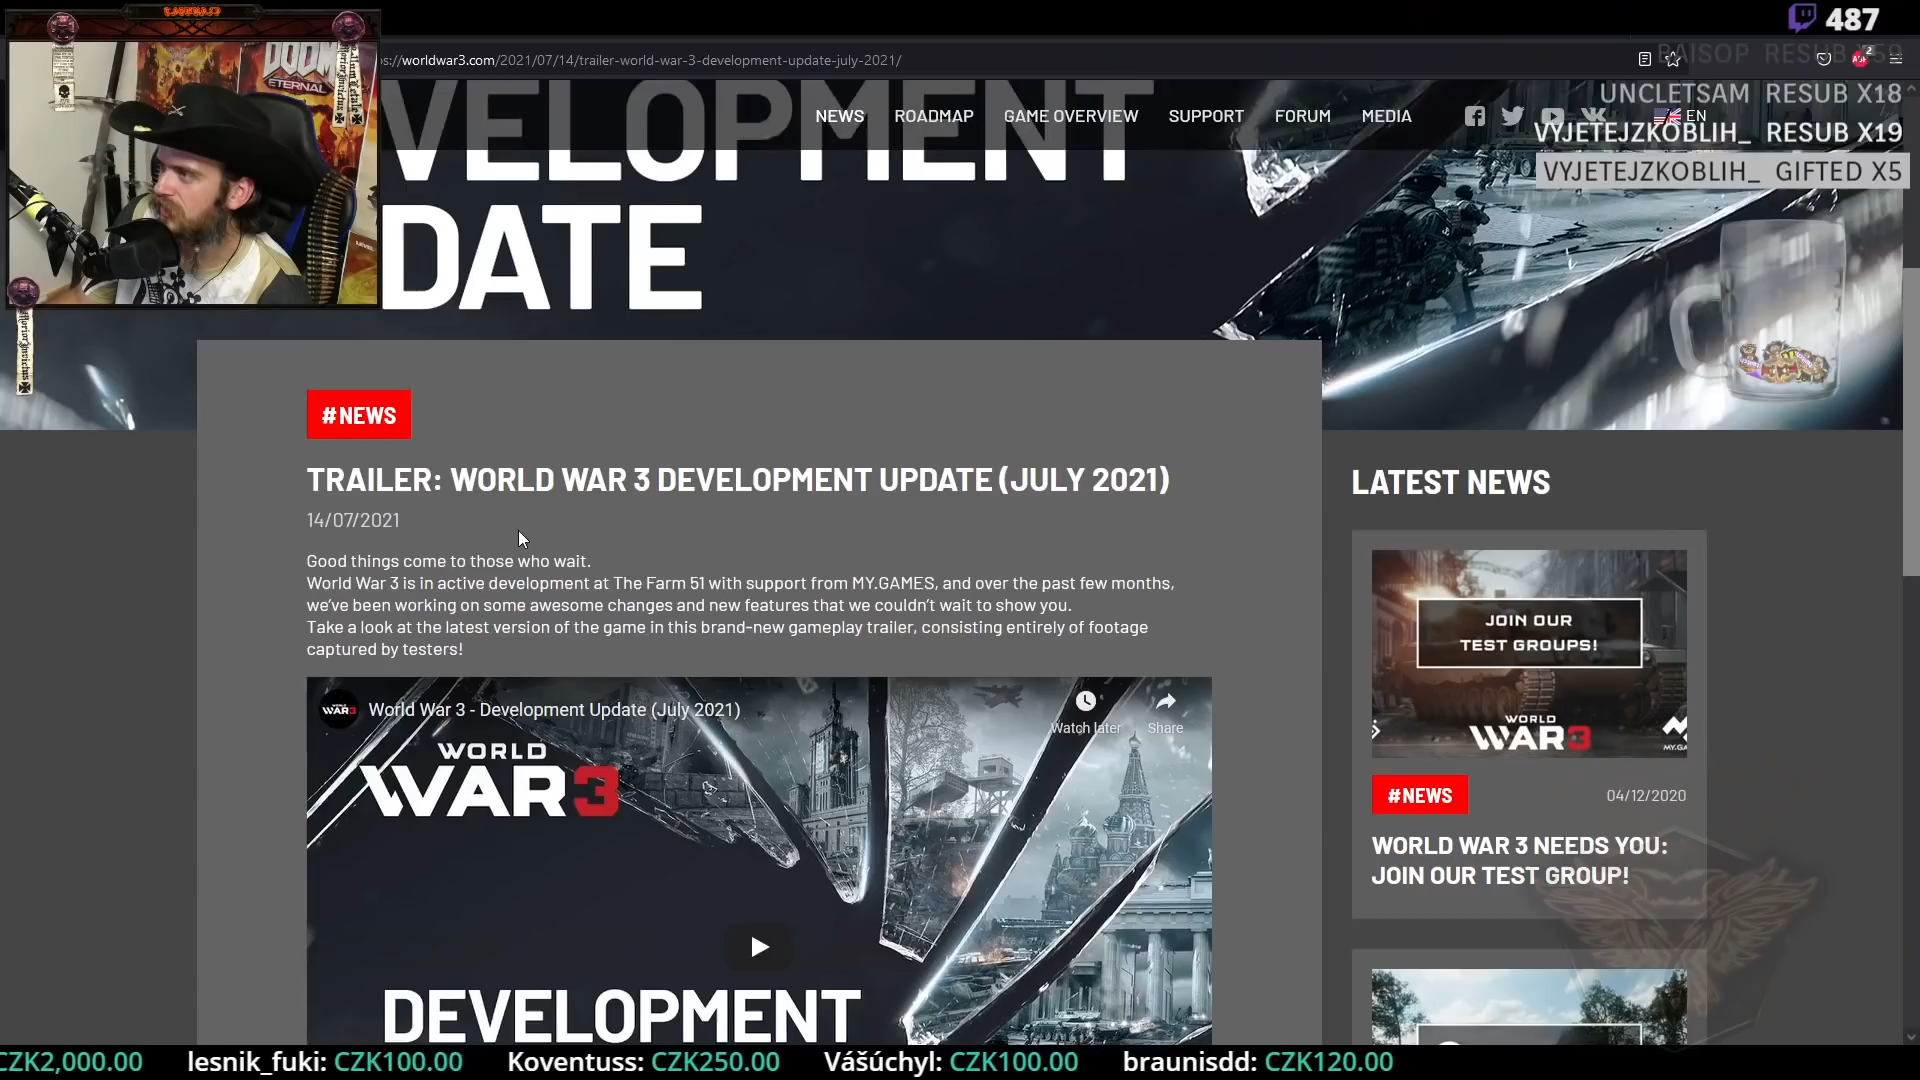 487
DOOM
ETERNAL
s://worldwar3.com/2021/07/14/trailer-world-war-3-development-update-july-2021/
2
BAISOP RESUB X59
UNCLETSAM RESUB X18
VYJETEJZKOBLIH_ RESUB X19
VYJETEJZKOBLIH_ GIFTED X5
NEWS ROADMAP GAME OVERVIEW SUPPORT FORUM MEDIA EN
VELOPMENT
DATE
#NEWS
TRAILER: WORLD WAR 3 DEVELOPMENT UPDATE (JULY 2021)
14/07/2021
Good things come to those who wait.
World War 3 is in active development at The Farm 51 with support from MY.GAMES, and over the past few months,
we've been working on some awesome changes and new features that we couldn't wait to show you.
Take a look at the latest version of the game in this brand-new gameplay trailer, consisting entirely of footage
captured by testers!
WORLD WAR3
World War 3 - Development Update (July 2021)
Watch later
Share
WORLD
WAR3
DEVELOPMENT
LATEST NEWS
JOIN OUR
TEST GROUPS!
WORLD
WAR3
MY.GA
#NEWS
04/12/2020
WORLD WAR 3 NEEDS YOU:
JOIN OUR TEST GROUP!
CZK2,000.00 lesnik_fuki: CZK100.00 Koventuss: CZK250.00 Vášúchyl: CZK100.00 braunisdd: CZK120.00